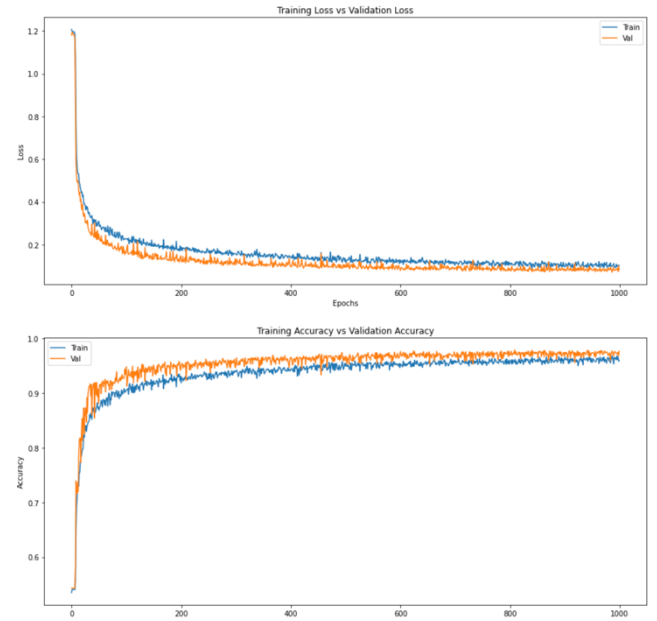 Training Loss vs Validation Loss
Train
Val
1.2
1.0
0.8
0.6
0.4
0.2
Loss
0
200
400
600
800
1000
Epochs
Training Accuracy vs Validation Accuracy
Train
Val
1.0
0.9
0.8
0.7
0.6
Accuracy
0
200
400
600
800
1000